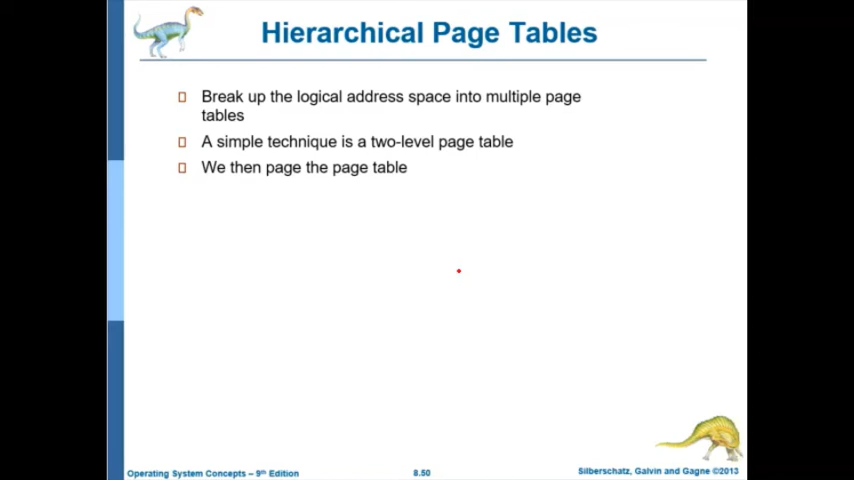 Hierarchical Page Tables
Break up the logical address space into multiple page
tables
A simple technique is a two-level page table
We then page the page table
Operating System Concepts – 9th Edition
8.50
Silberschatz, Galvin and Gagne ©2013